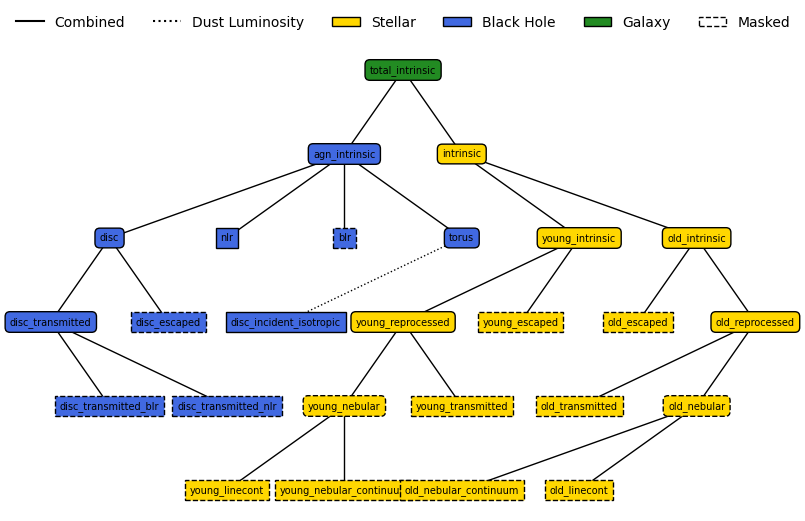 Combined Dust Luminosity Stellar Black Hole Galaxy Masked
total_intrinsic
agn_intrinsic intrinsic
disc nlr blr torus young_intrinsic old_intrinsic
disc_transmitted disc_escaped disc_incident_isotropic young_reprocessed young_escaped old_escaped old_reprocessed
disc_transmitted_blr disc_transmitted_nlr young_nebular young_transmitted old_transmitted old_nebular
young_linecont old_nebular_continuum old_linecont